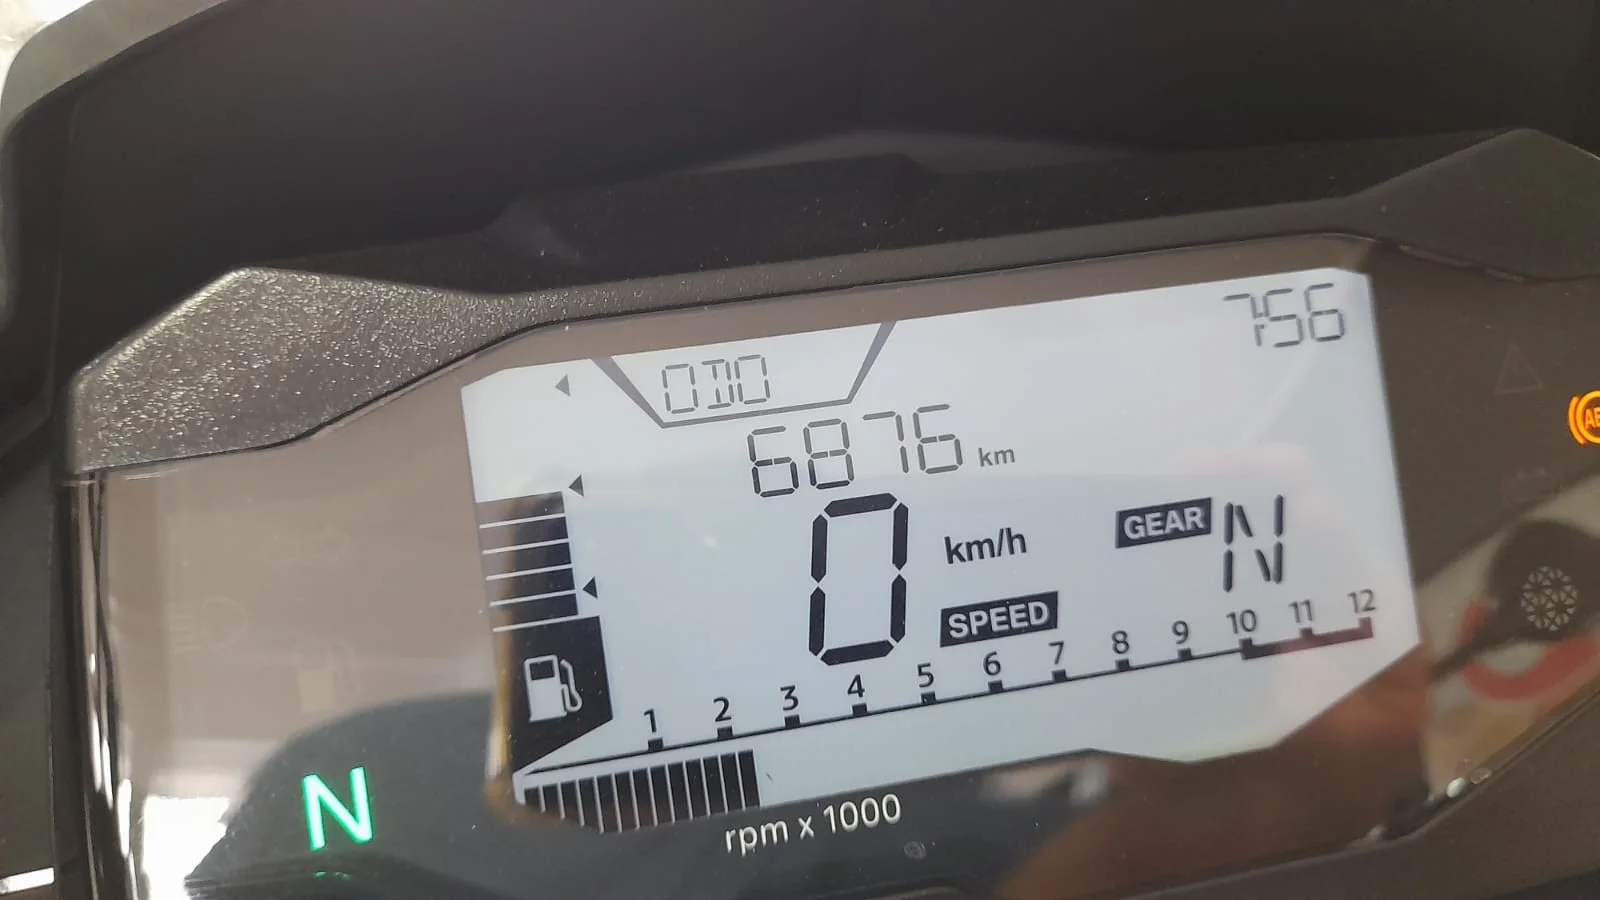 7:56
ODO
6876 km
0 km/h
GEAR N
SPEED
1 2 3 4 5 6 7 8 9 10 11 12
N
rpm x 1000